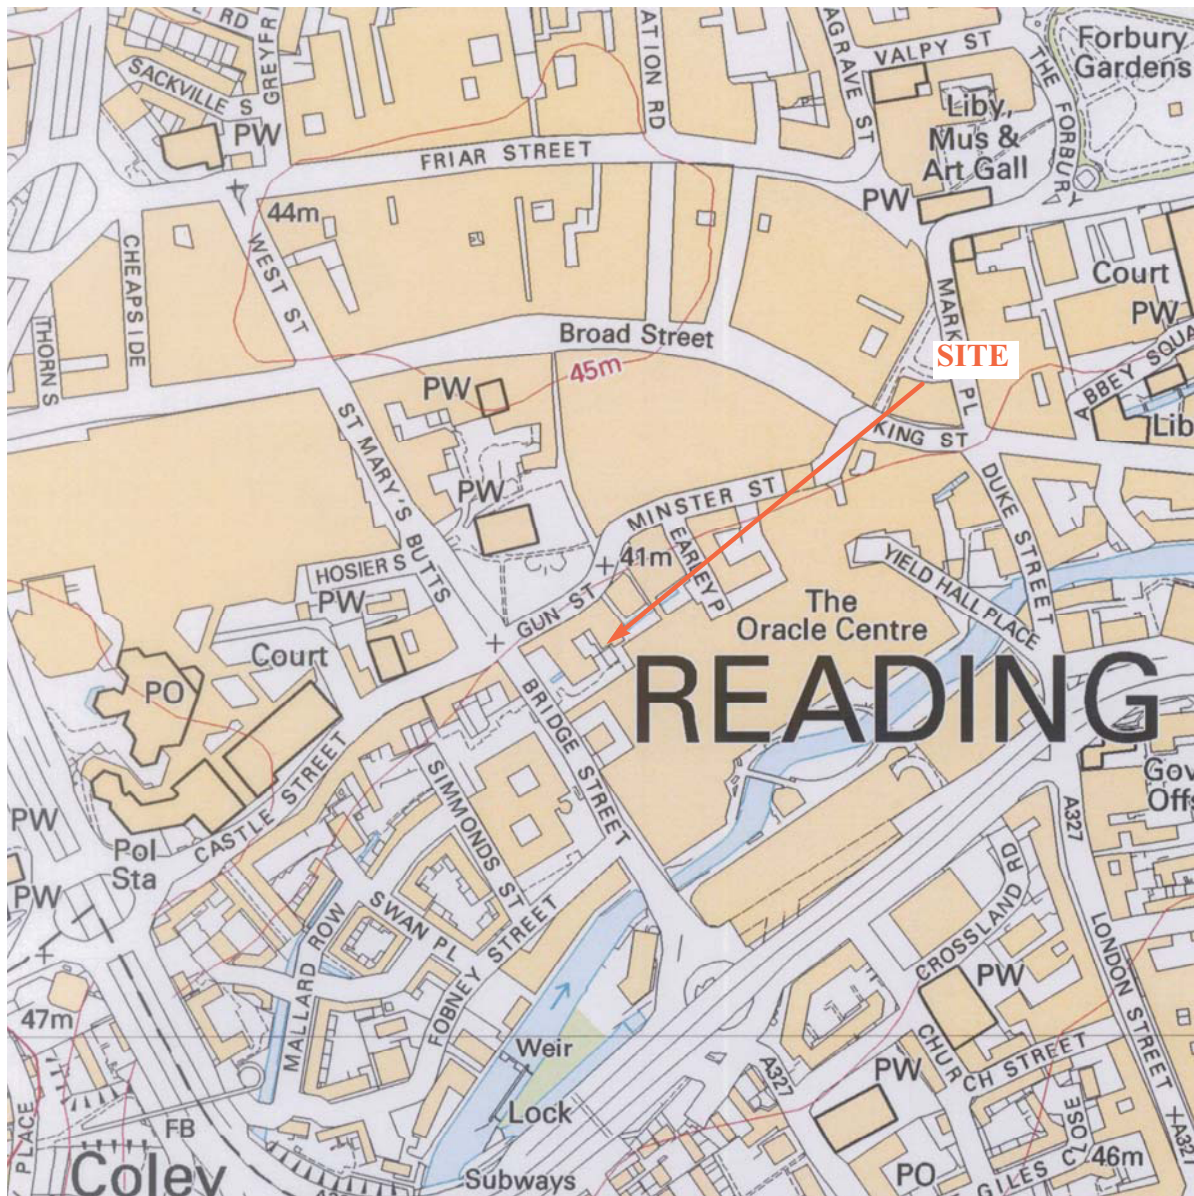 RD
GREYFRI
SACKVILLE S
PW
ATION RD
AGRAVE ST
VALPY ST
THE FORBURY
Forbury
Gardens
Liby,
Mus &
Art Gall
FRIAR STREET
PW
44m
WEST ST
CHEAPSIDE
THORN S
Broad Street
45m
MARK
PL
SITE
Court
PW
ABBEY SQUA
Lib
KING ST
PW
ST MARY'S BUTTS
PW
MINSTER ST
EARLEY P
41m
DUKE STREET
YIELD HALL PLACE
HOSIER S
PW
GUN ST
The
Oracle Centre
READING
Court
PO
BRIDGE STREET
CASTLE STREET
SIMMONDS ST
Pol
Sta
PW
PW
Gov
Offs
A327
SWAN PL
MALLARD ROW
FOBNEY STREET
CROSSLAND RD
LONDON STREET
PW
47m
Weir
Lock
A327
CHURCH STREET
PW
PLACE
FB
Coley
Subways
PO
GILES C
OSE
46m
A327